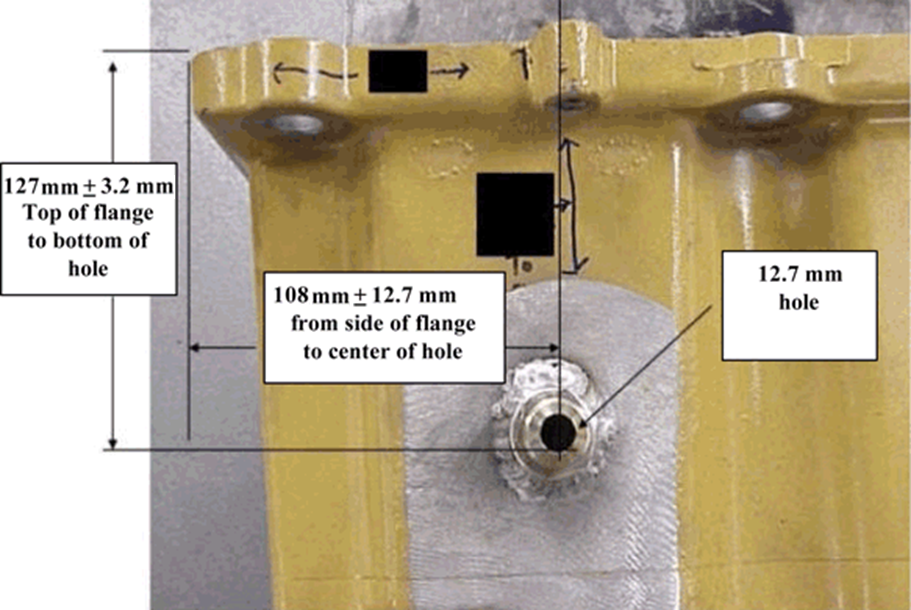 127mm ± 3.2 mm
Top of flange
to bottom of
hole
108mm ± 12.7 mm
from side of flange
to center of hole
12.7 mm
hole